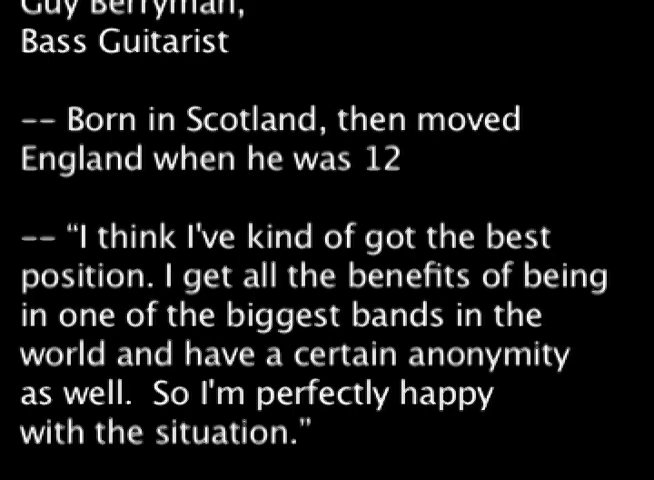 Guy Berryman,
Bass Guitarist
-- Born in Scotland, then moved
England when he was 12
-- “I think I've kind of got the best
position. I get all the benefits of being
in one of the biggest bands in the
world and have a certain anonymity
as well.  So I'm perfectly happy
with the situation.”